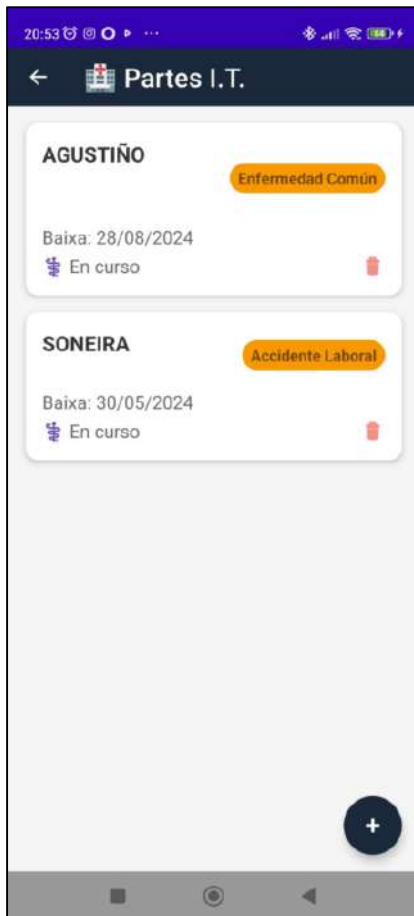 20:53
Partes I.T.
AGUSTIÑO
Enfermedad Común
Baixa: 28/08/2024
En curso
SONEIRA
Accidente Laboral
Baixa: 30/05/2024
En curso
+